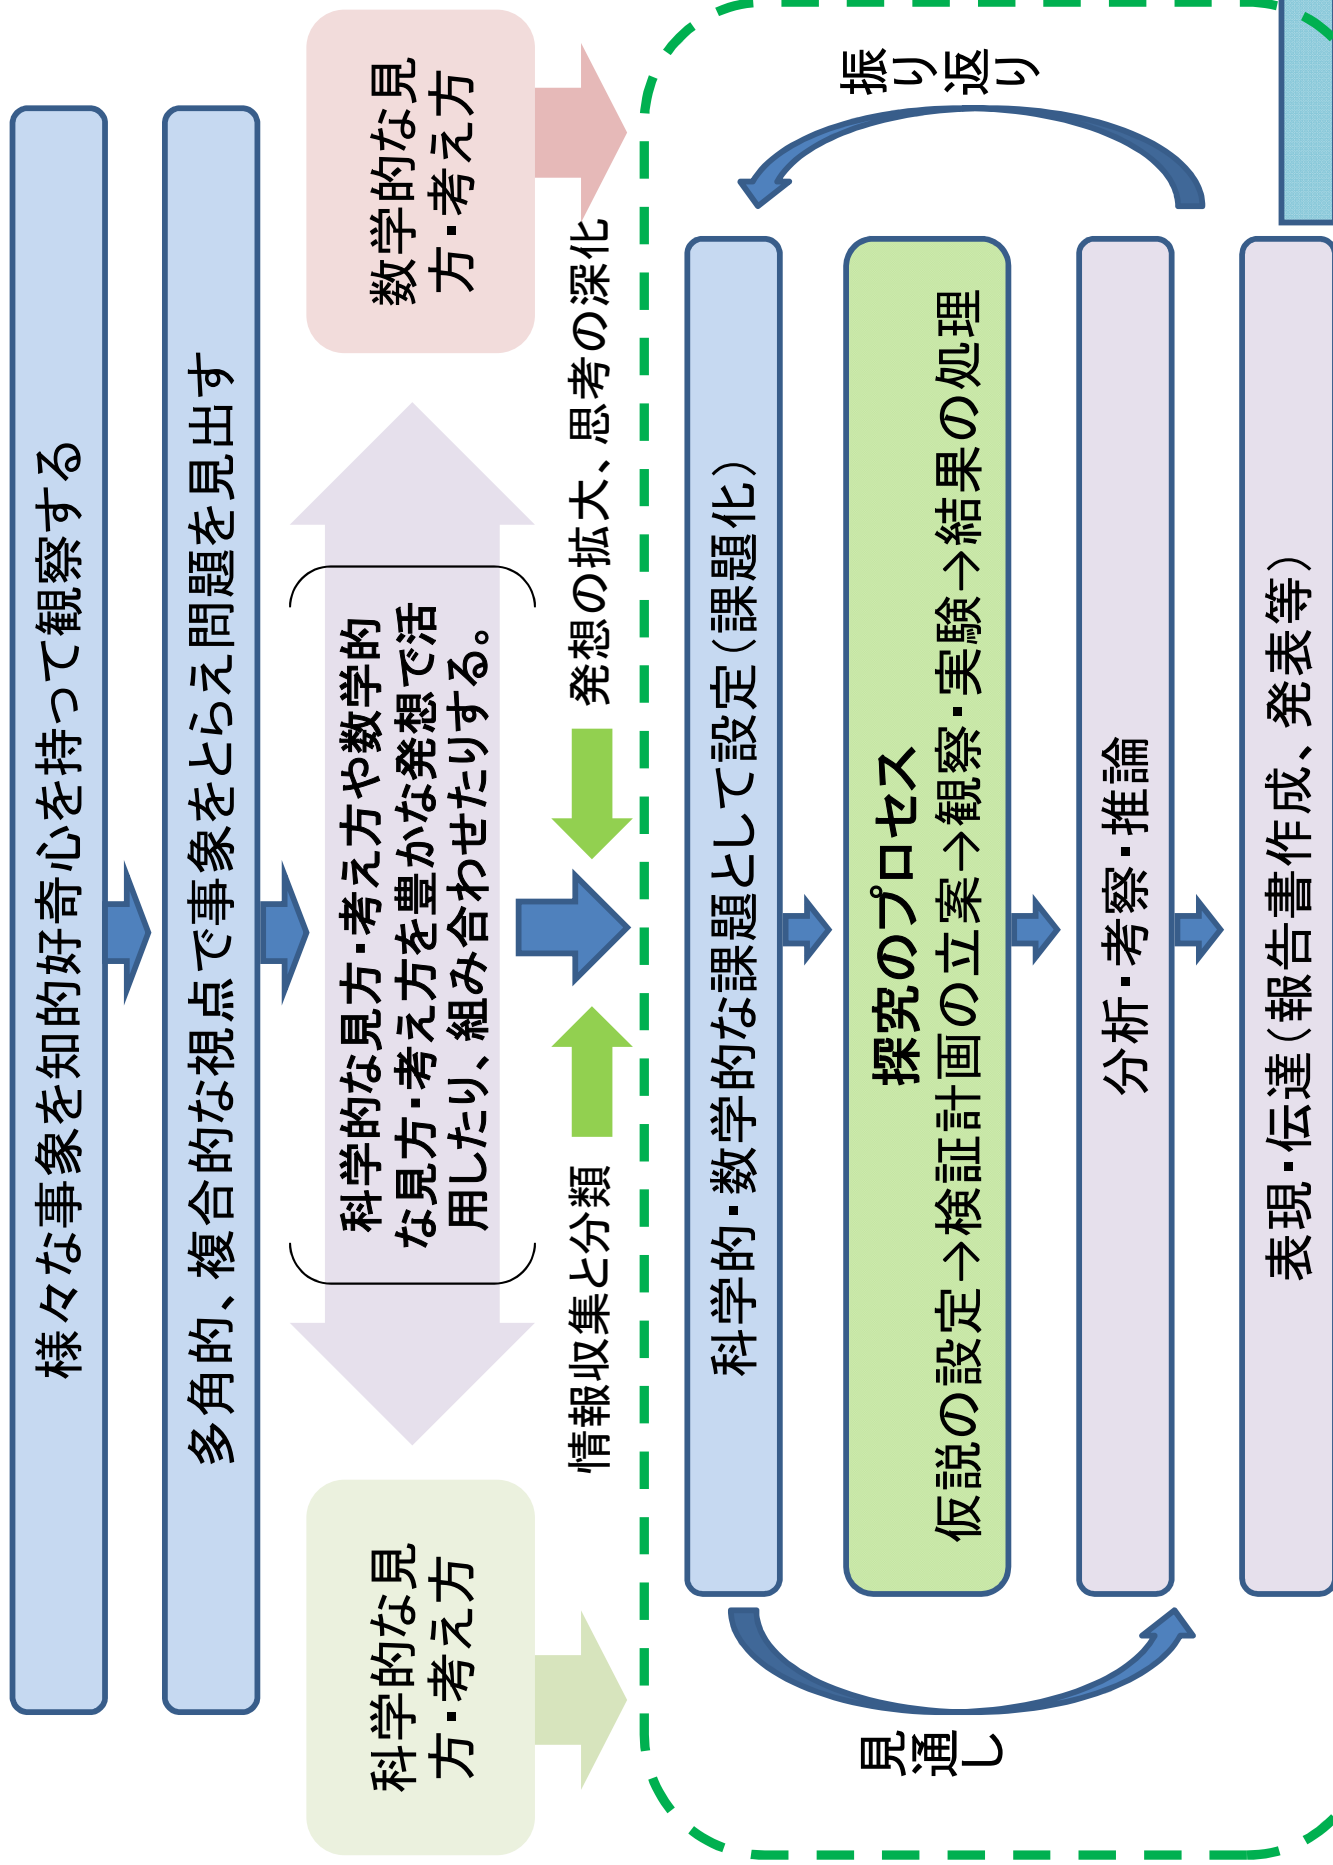 様々な事象を知的好奇心を持って観察する
多角的、複合的な視点で事象をとらえ問題を見出す
科学的な見
方・考え方
科学的な見方・考え方や数学的
な見方・考え方を豊かな発想で活
用したり、組み合わせたりする。
数学的な見
方・考え方
情報収集と分類
発想の拡大、思考の深化
科学的・数学的な課題として設定（課題化）
探究のプロセス
仮説の設定→検証計画の立案→観察・実験→結果の処理
分析・考察・推論
表現・伝達（報告書作成、発表等）
見通し
振り返り